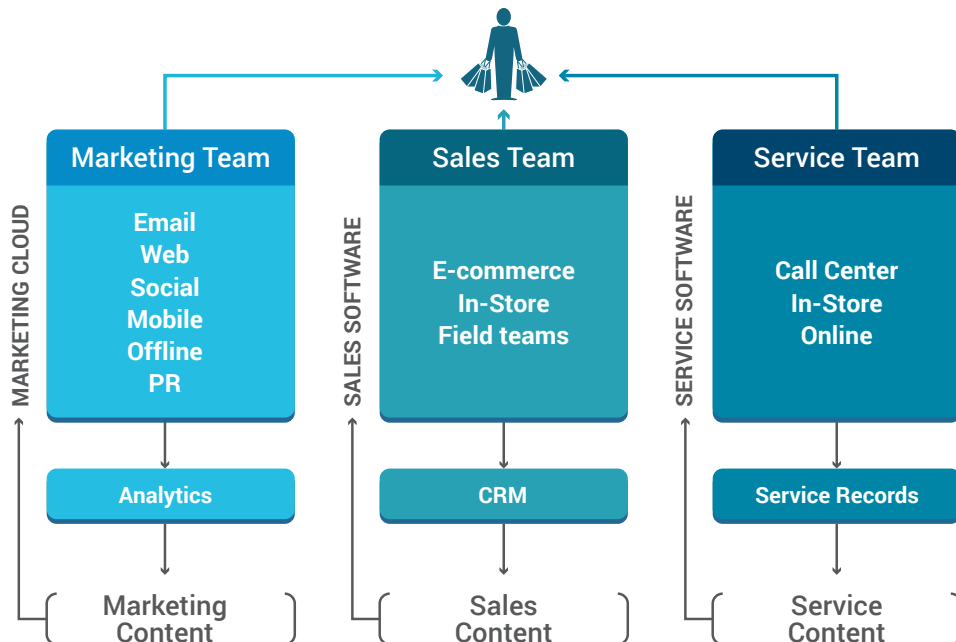 Marketing Team
Email
Web
Social
Mobile
Offline
PR
MARKETING CLOUD
Analytics
Marketing
Content
Sales Team
E-commerce
In-Store
Field teams
SALES SOFTWARE
CRM
Sales
Content
Service Team
Call Center
In-Store
Online
SERVICE SOFTWARE
Service Records
Service
Content